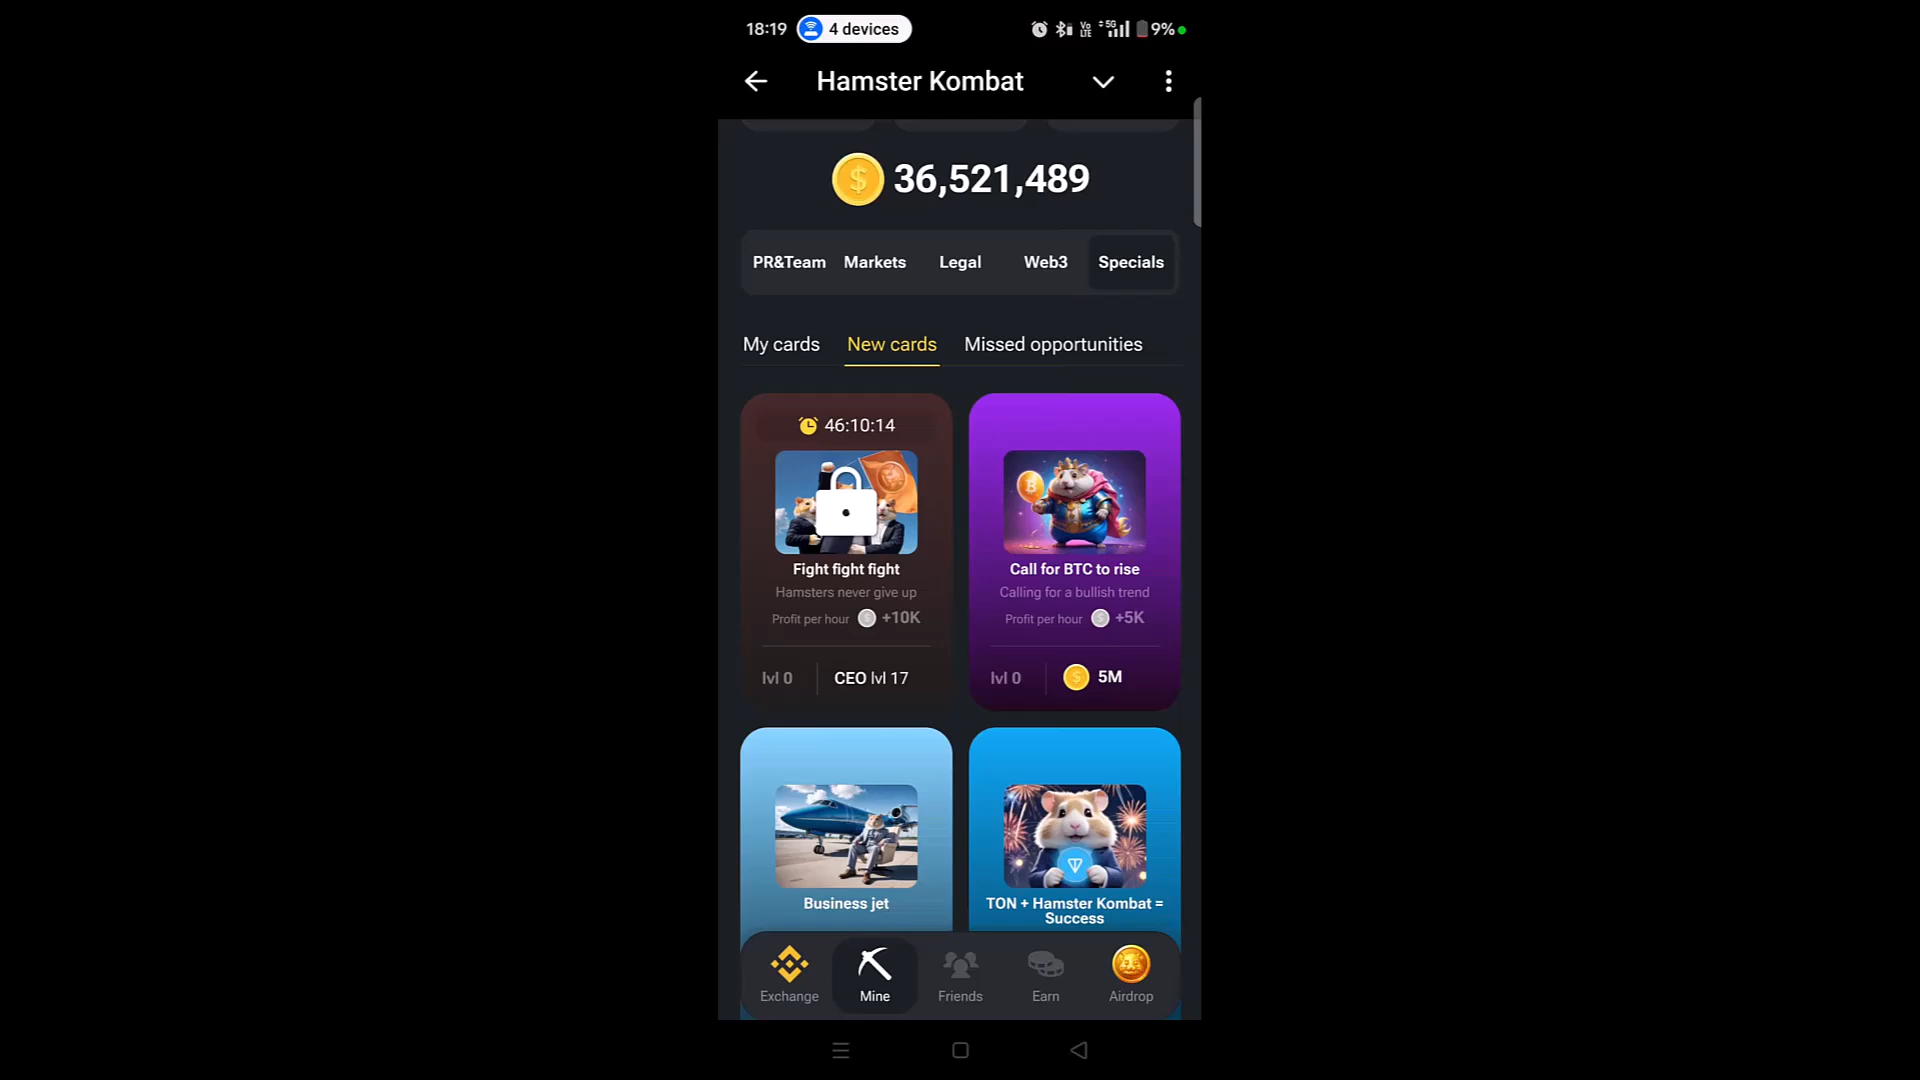 18:19 4 devices Vo LTE 5G 9%
Hamster Kombat
36,521,489
PR&Team Markets Legal Web3 Specials
My cards New cards Missed opportunities
46:10:14
Fight fight fight
Hamsters never give up
Profit per hour +10K
lvl 0 CEO lvl 17
Call for BTC to rise
Calling for a bullish trend
Profit per hour +5K
lvl 0 5M
Business jet
TON + Hamster Kombat =
Success
Exchange Mine Friends Earn Airdrop